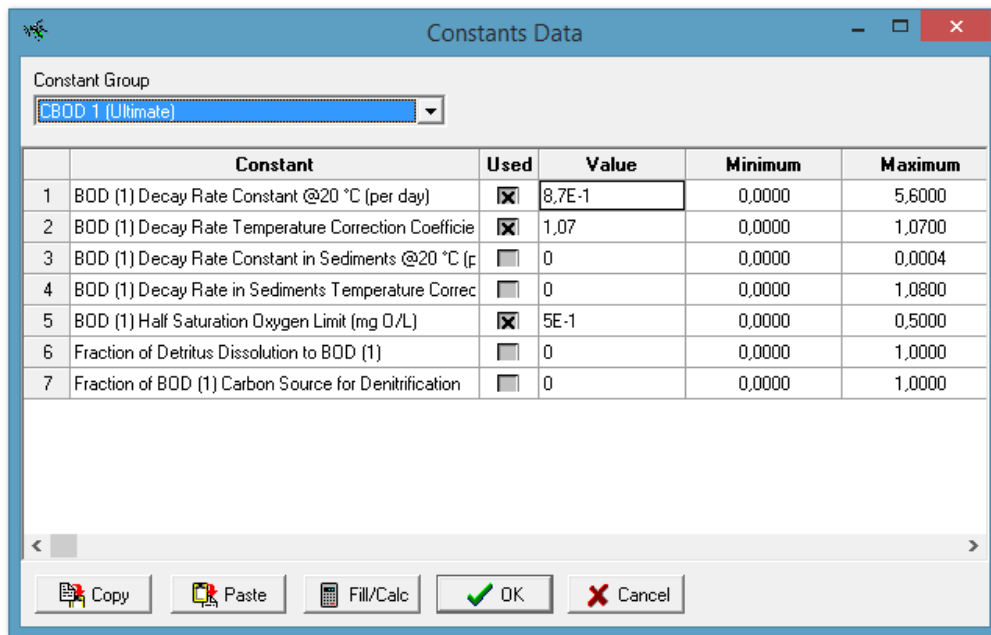 Constants Data
Constant Group
CBOD 1 (Ultimate)
Constant Used Value Minimum Maximum
1 BOD (1) Decay Rate Constant @20 °C (per day) 8,7E-1 0,0000 5,6000
2 BOD (1) Decay Rate Temperature Correction Coefficie 1,07 0,0000 1,0700
3 BOD (1) Decay Rate Constant in Sediments @20 °C (p 0 0,0000 0,0004
4 BOD (1) Decay Rate in Sediments Temperature Correc 0 0,0000 1,0800
5 BOD (1) Half Saturation Oxygen Limit (mg O/L) 5E-1 0,0000 0,5000
6 Fraction of Detritus Dissolution to BOD (1) 0 0,0000 1,0000
7 Fraction of BOD (1) Carbon Source for Denitrification 0 0,0000 1,0000
Copy Paste Fill/Calc OK Cancel